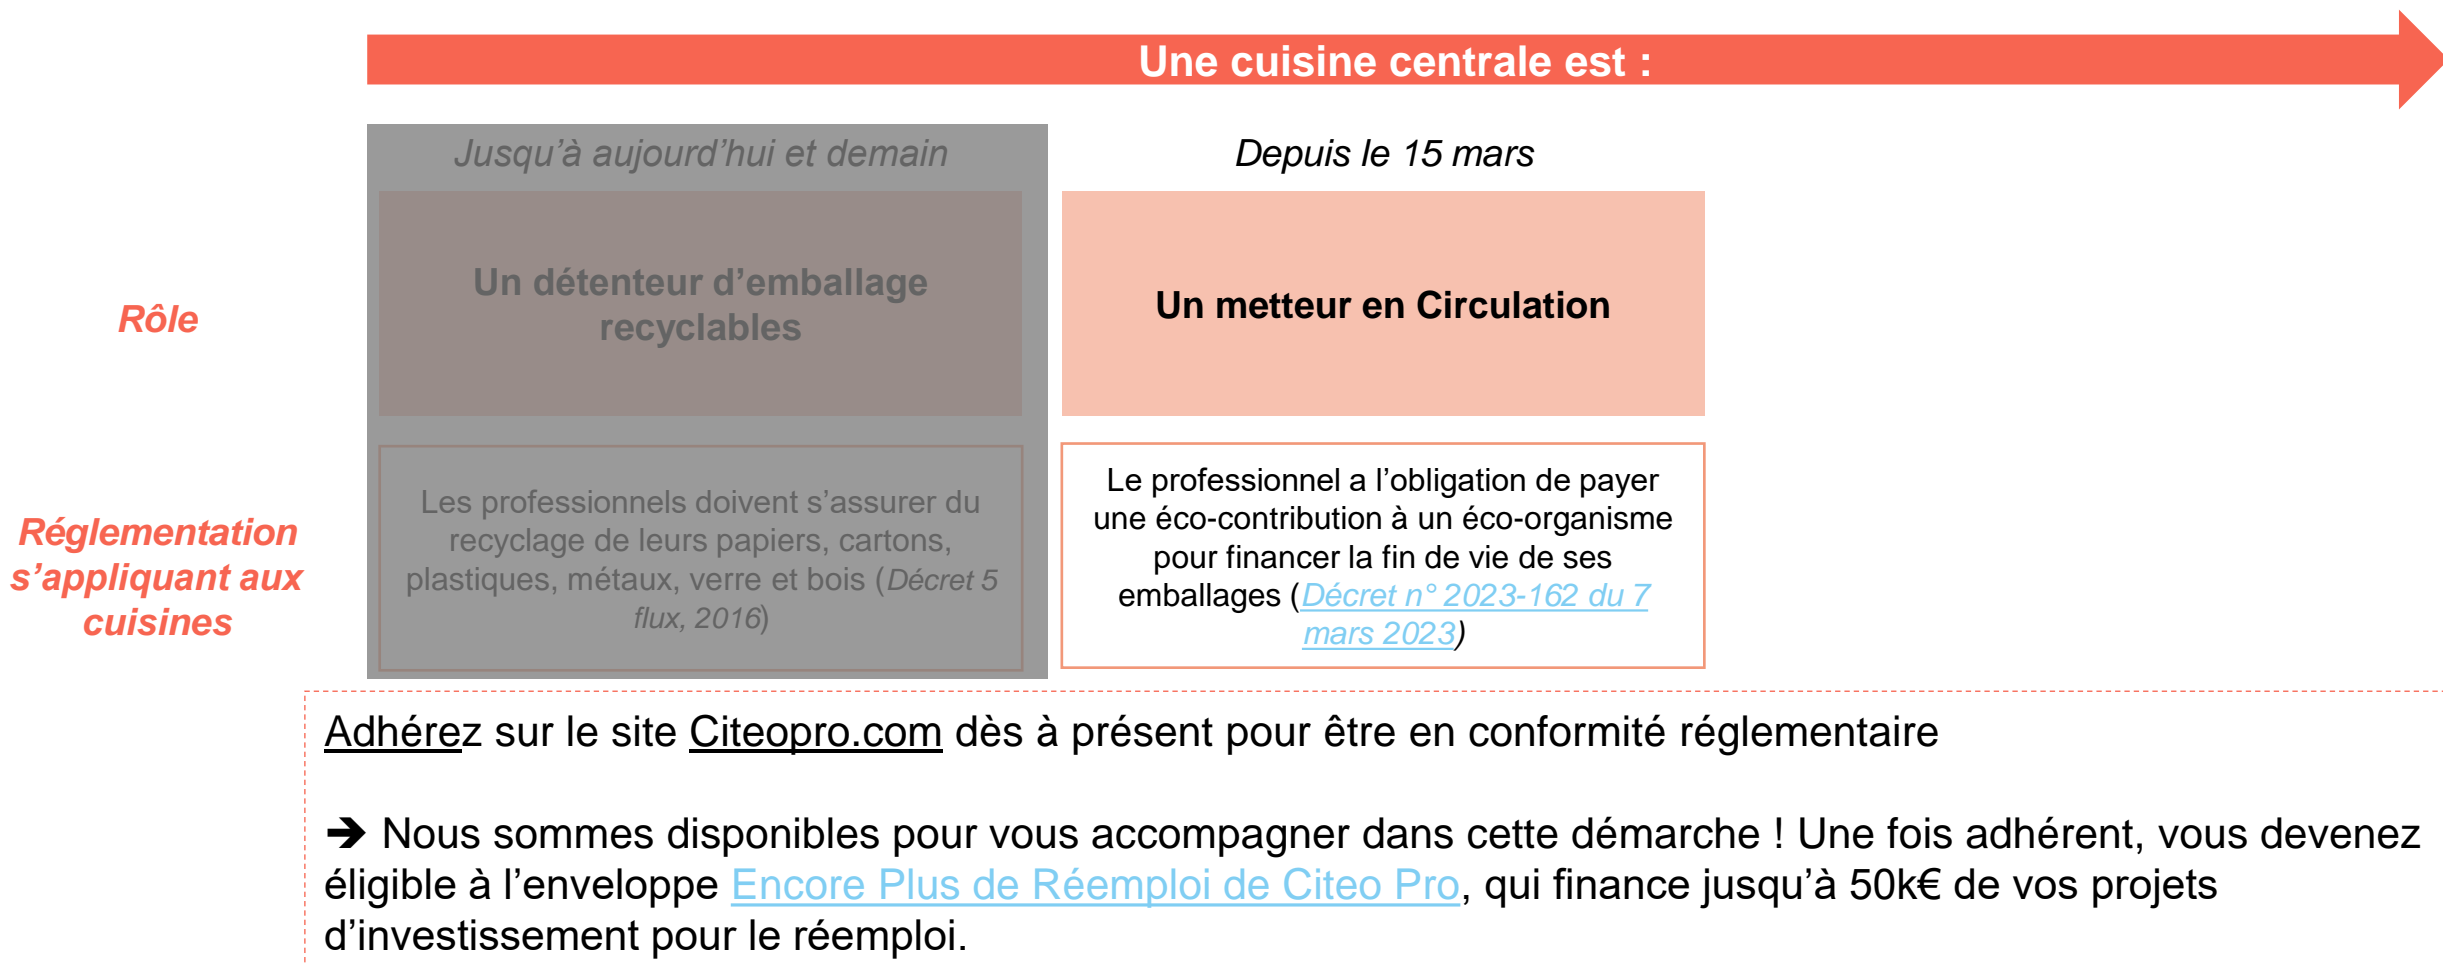 Une cuisine centrale est :
Jusqu’à aujourd’hui et demain
Depuis le 15 mars
Rôle
Un détenteur d’emballage
recyclables
Un metteur en Circulation
Réglementation
s’appliquant aux
cuisines
Les professionnels doivent s’assurer du
recyclage de leurs papiers, cartons,
plastiques, métaux, verre et bois (Décret 5
flux, 2016)
Le professionnel a l’obligation de payer
une éco-contribution à un éco-organisme
pour financer la fin de vie de ses
emballages (Décret n° 2023-162 du 7
mars 2023)
Adhérez sur le site Citeopro.com dès à présent pour être en conformité réglementaire
➔ Nous sommes disponibles pour vous accompagner dans cette démarche ! Une fois adhérent, vous devenez
éligible à l’enveloppe Encore Plus de Réemploi de Citeo Pro, qui finance jusqu’à 50k€ de vos projets
d’investissement pour le réemploi.